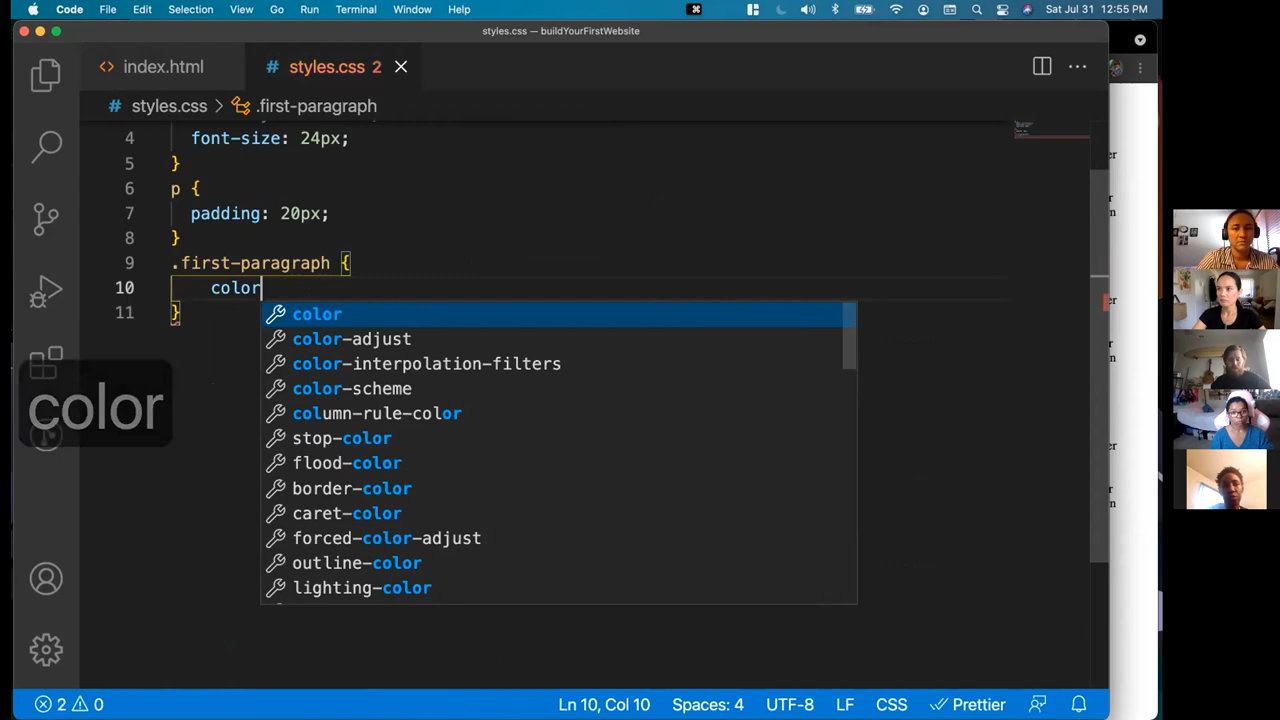 Code File Edit Selection View Go Run Terminal Window Help Sat Jul 31 12:55 PM
styles.css — buildYourFirstWebsite
<> index.html # styles.css 2
# styles.css > .first-paragraph
4 font-size: 24px;
5 }
6 p {
7 padding: 20px;
8 }
9 .first-paragraph {
10 color
11 }
color
color-adjust
color-interpolation-filters
color-scheme
column-rule-color
stop-color
flood-color
border-color
caret-color
forced-color-adjust
outline-color
lighting-color
color
2 0 Ln 10, Col 10 Spaces: 4 UTF-8 LF CSS Prettier